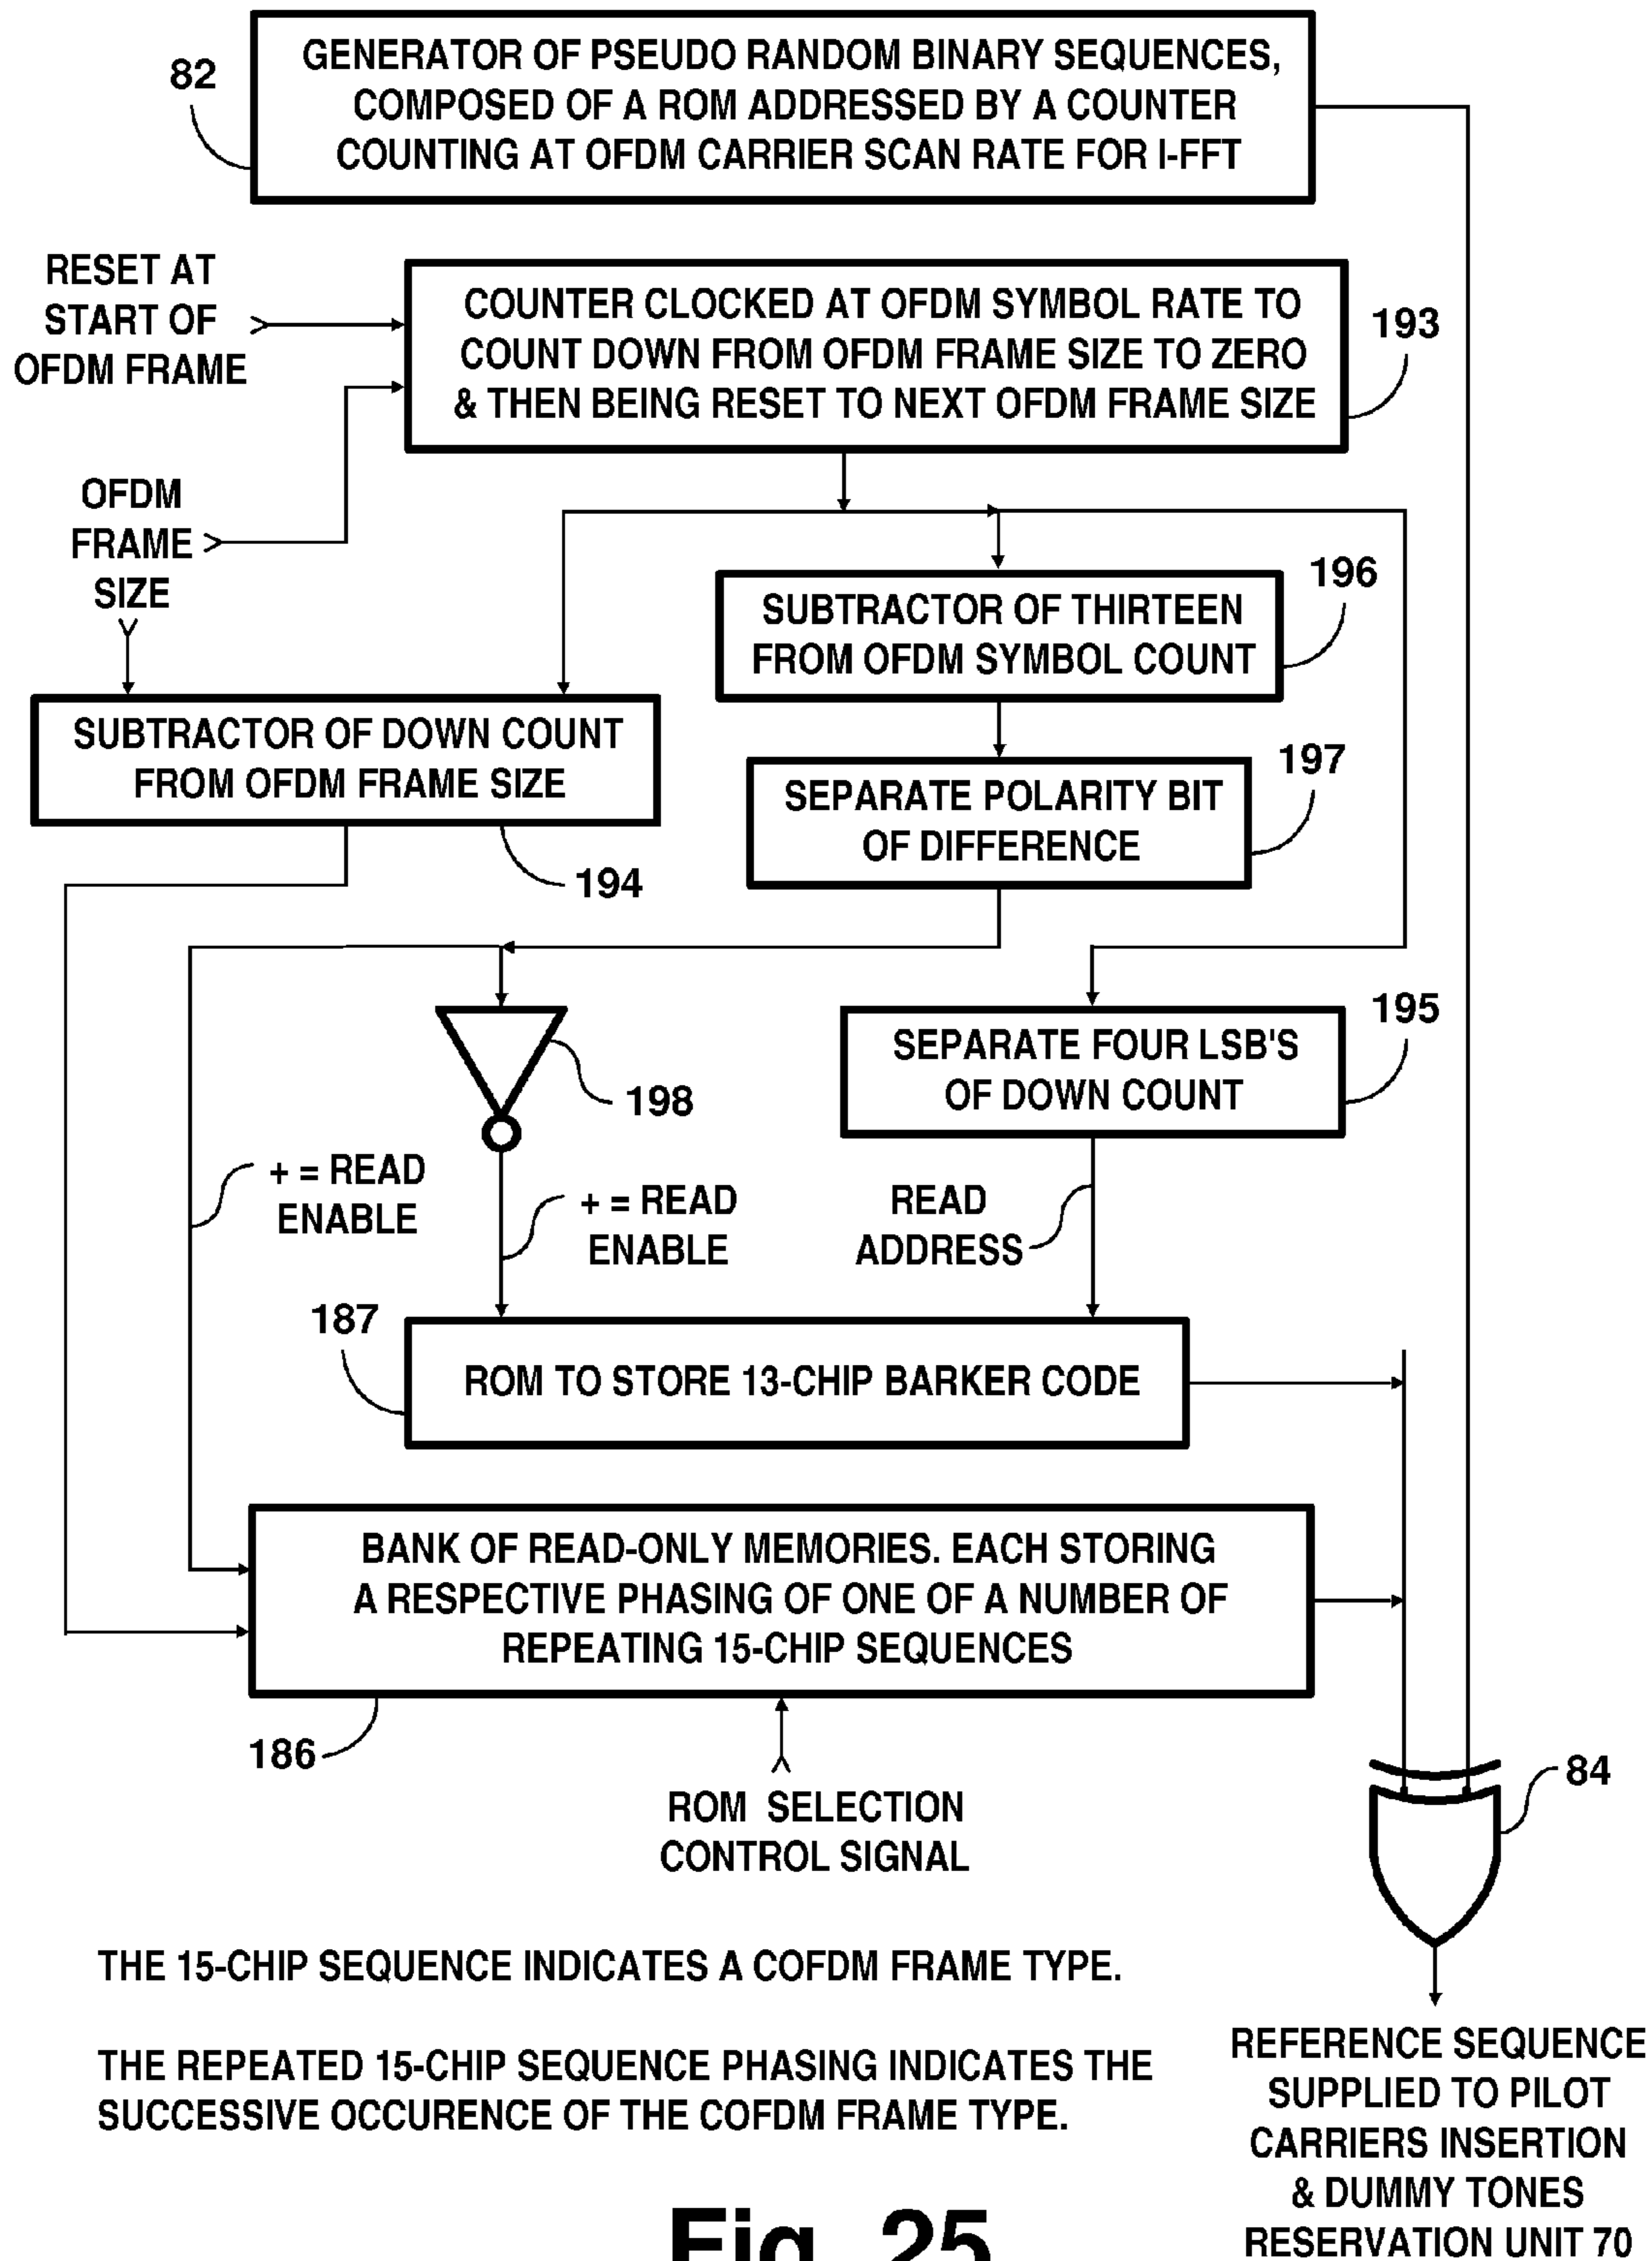 GENERATOR OF PSEUDO RANDOM BINARY SEQUENCES,
COMPOSED OF A ROM ADDRESSED BY A COUNTER
COUNTING AT OFDM CARRIER SCAN RATE FOR I-FFT
82
RESET AT
START OF
OFDM FRAME
COUNTER CLOCKED AT OFDM SYMBOL RATE TO
COUNT DOWN FROM OFDM FRAME SIZE TO ZERO
& THEN BEING RESET TO NEXT OFDM FRAME SIZE
193
OFDM
FRAME
SIZE
SUBTRACTOR OF THIRTEEN
FROM OFDM SYMBOL COUNT
196
SUBTRACTOR OF DOWN COUNT
FROM OFDM FRAME SIZE
194
SEPARATE POLARITY BIT
OF DIFFERENCE
197
198
SEPARATE FOUR LSB'S
OF DOWN COUNT
195
+ = READ
ENABLE
+ = READ
ENABLE
READ
ADDRESS
187
ROM TO STORE 13-CHIP BARKER CODE
BANK OF READ-ONLY MEMORIES. EACH STORING
A RESPECTIVE PHASING OF ONE OF A NUMBER OF
REPEATING 15-CHIP SEQUENCES
186
ROM SELECTION
CONTROL SIGNAL
84
THE 15-CHIP SEQUENCE INDICATES A COFDM FRAME TYPE.
THE REPEATED 15-CHIP SEQUENCE PHASING INDICATES THE
SUCCESSIVE OCCURENCE OF THE COFDM FRAME TYPE.
REFERENCE SEQUENCE
SUPPLIED TO PILOT
CARRIERS INSERTION
& DUMMY TONES
RESERVATION UNIT 70
Fig. 25